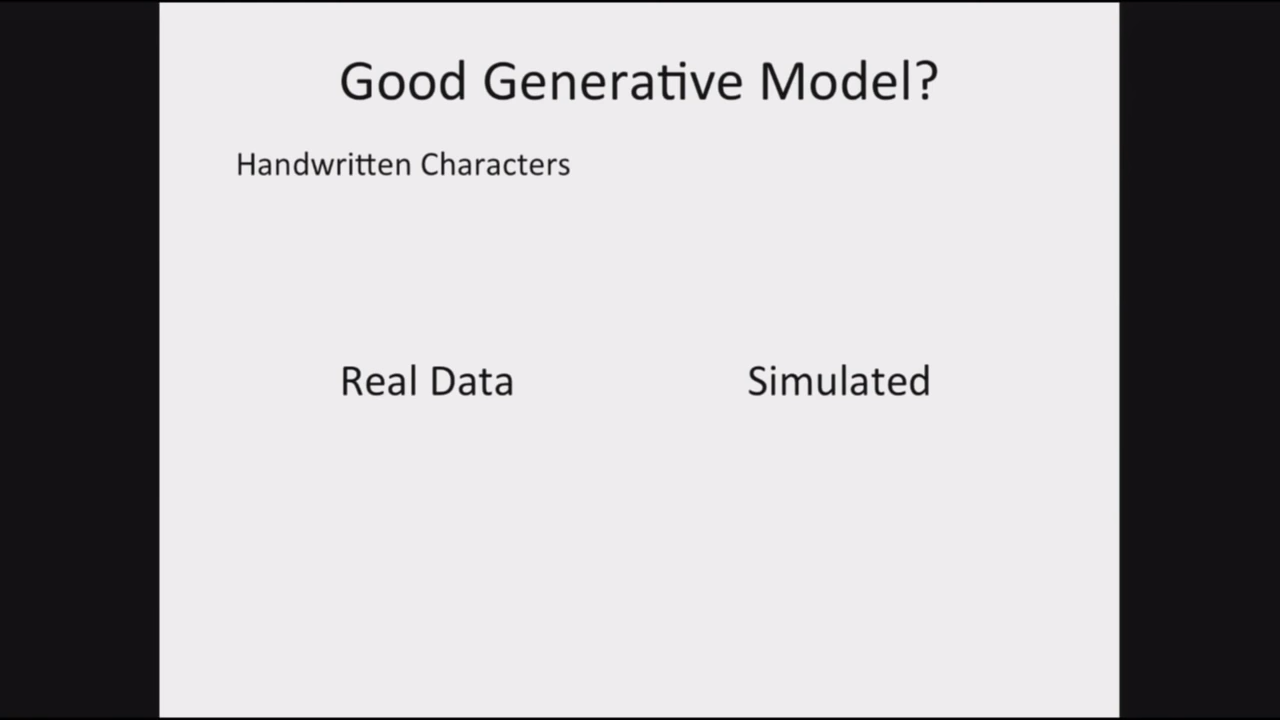 Good Generative Model?
Handwritten Characters
Real Data
Simulated